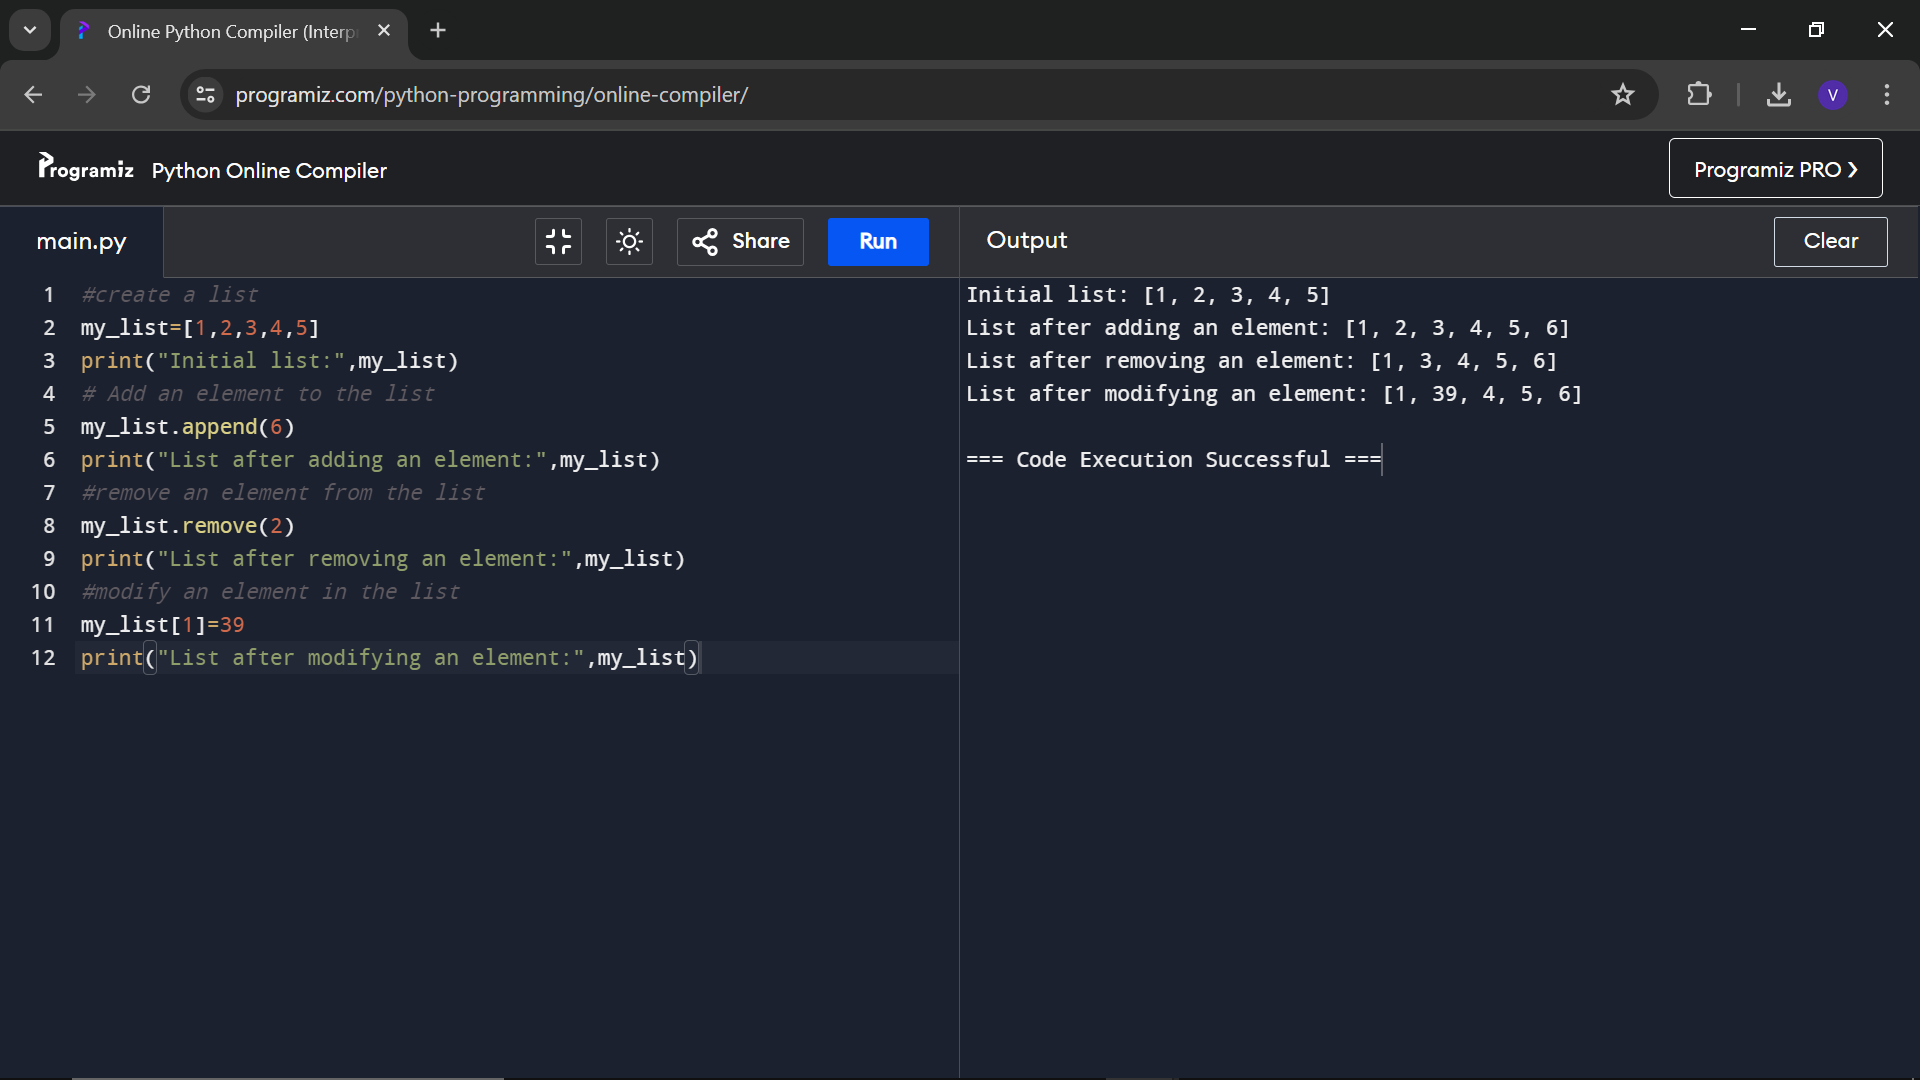 Online Python Compiler (Interp
programiz.com/python-programming/online-compiler/
V
Programiz Python Online Compiler
Programiz PRO ❯
main.py
Share
Run
Output
Clear
1 #create a list
2 my_list=[1,2,3,4,5]
3 print("Initial list:",my_list)
4 # Add an element to the list
5 my_list.append(6)
6 print("List after adding an element:",my_list)
7 #remove an element from the list
8 my_list.remove(2)
9 print("List after removing an element:",my_list)
10 #modify an element in the list
11 my_list[1]=39
12 print("List after modifying an element:",my_list)
Initial list: [1, 2, 3, 4, 5]
List after adding an element: [1, 2, 3, 4, 5, 6]
List after removing an element: [1, 3, 4, 5, 6]
List after modifying an element: [1, 39, 4, 5, 6]
=== Code Execution Successful ===